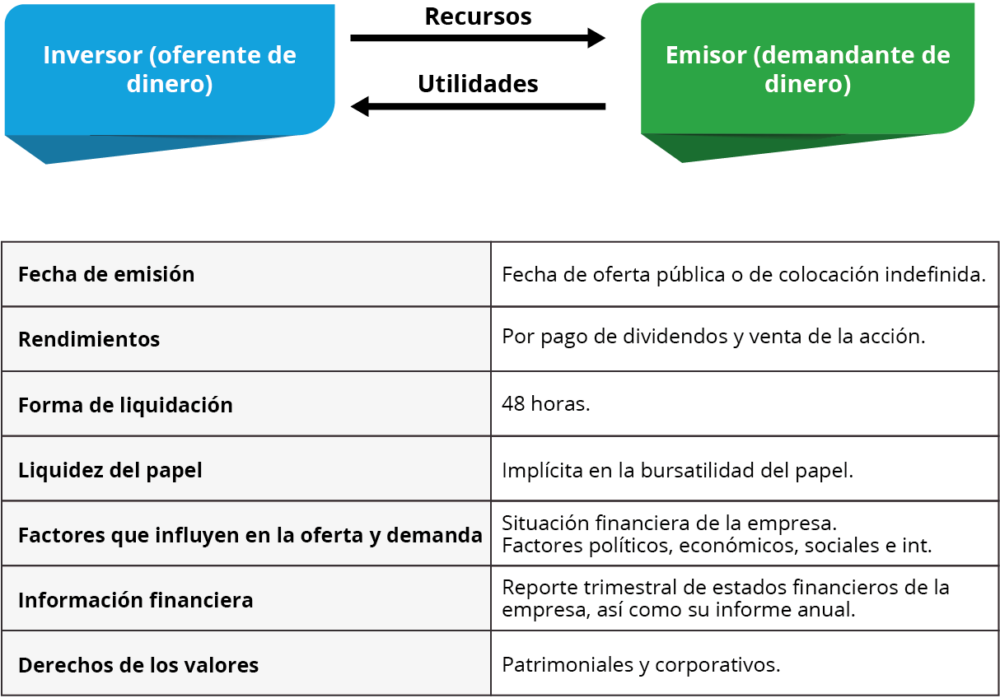 Inversor (oferente de
dinero)
Recursos
Utilidades
Emisor (demandante de
dinero)
Fecha de emisión
Fecha de oferta pública o de colocación indefinida.
Rendimientos
Por pago de dividendos y venta de la acción.
Forma de liquidación
48 horas.
Liquidez del papel
Implícita en la bursatilidad del papel.
Factores que influyen en la oferta y demanda
Situación financiera de la empresa.
Factores políticos, económicos, sociales e int.
Información financiera
Reporte trimestral de estados financieros de la
empresa, así como su informe anual.
Derechos de los valores
Patrimoniales y corporativos.